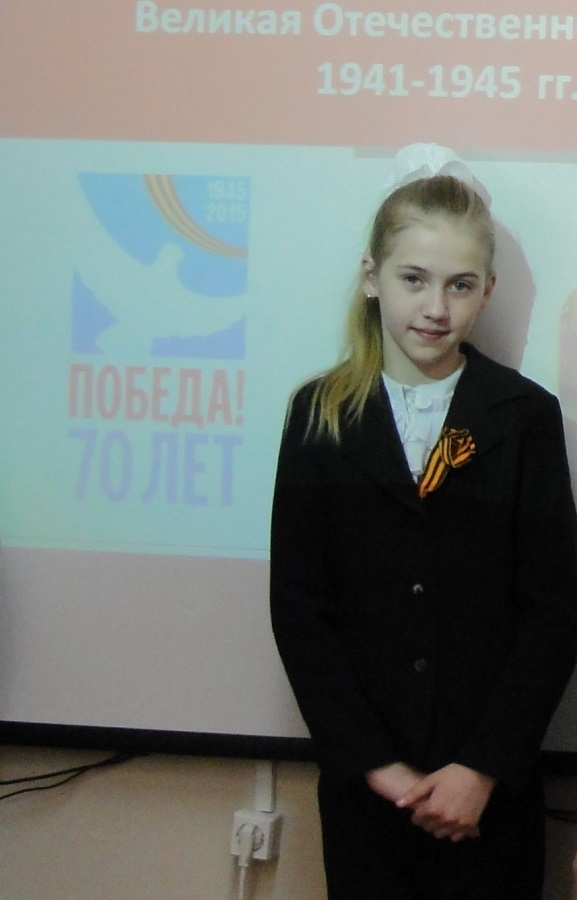 Великая Отечественн
1941-1945 гг.
1945
2015
ПОБЕДА!
70 ЛЕТ